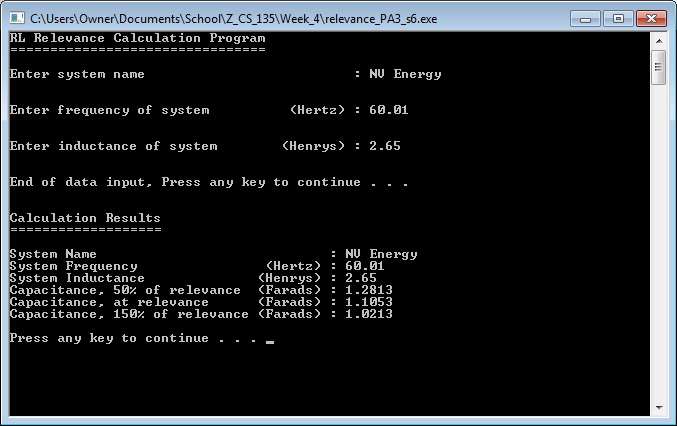 C:\Users\Owner\Documents\School\Z_CS_135\Week_4\relevance_PA3_s6.exe
RL Relevance Calculation Program
================================
Enter system name : NV Energy
Enter frequency of system (Hertz) : 60.01
Enter inductance of system (Henrys) : 2.65
End of data input, Press any key to continue . . .
Calculation Results
===================
System Name : NV Energy
System Frequency (Hertz) : 60.01
System Inductance (Henrys) : 2.65
Capacitance, 50% of relevance (Farads) : 1.2813
Capacitance, at relevance (Farads) : 1.1053
Capacitance, 150% of relevance (Farads) : 1.0213
Press any key to continue . . . _